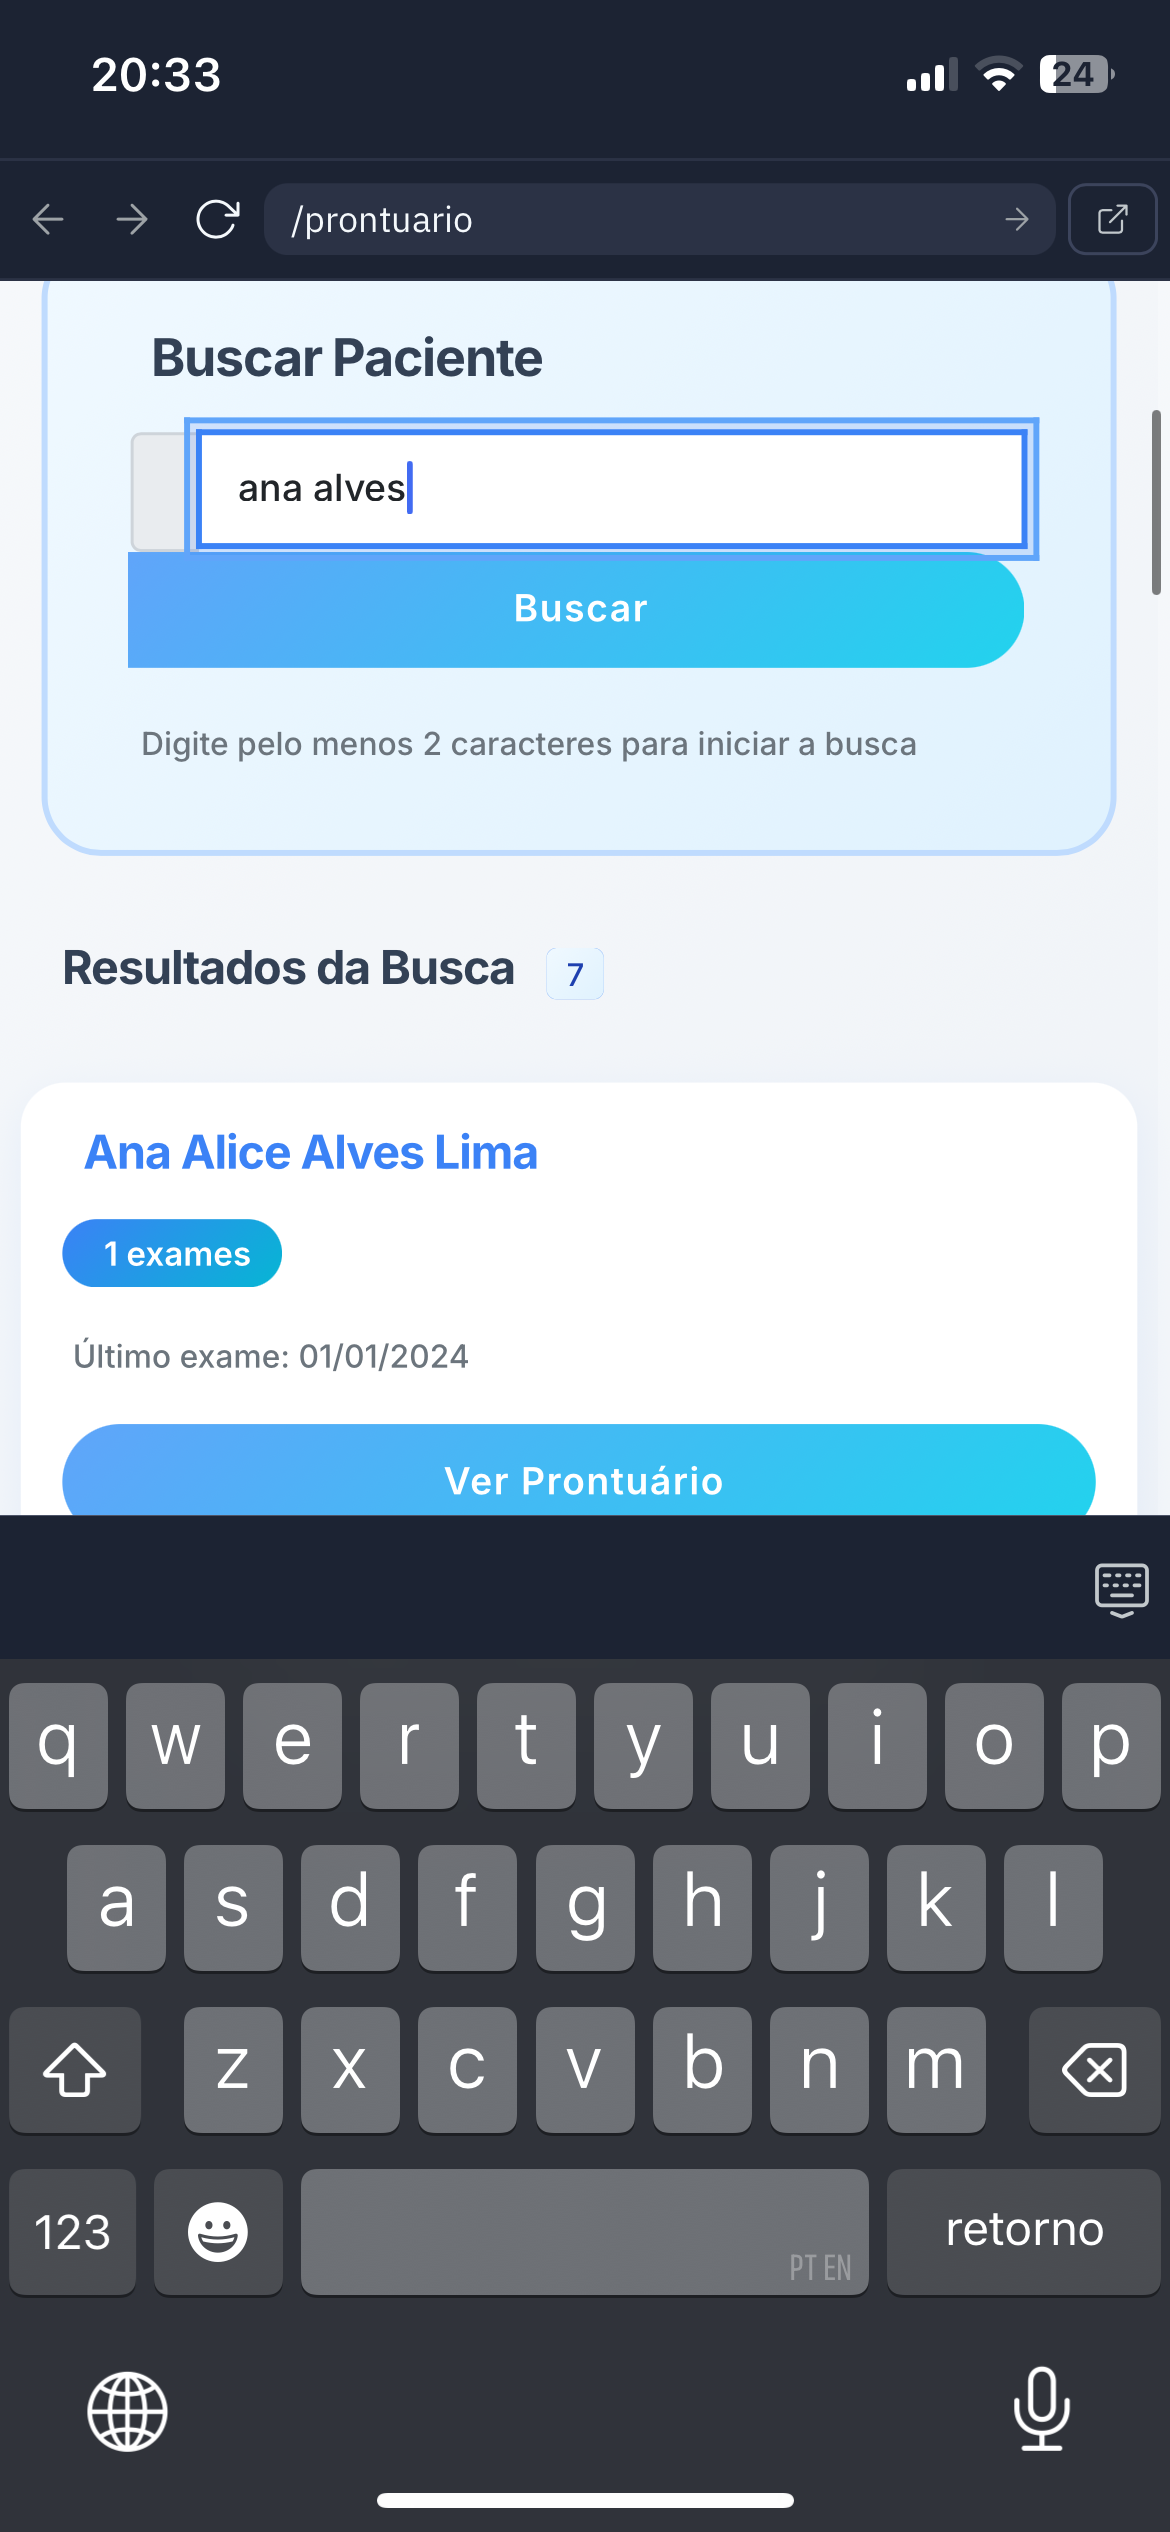 20:33
24
/prontuario
Buscar Paciente
ana alves
Buscar
Digite pelo menos 2 caracteres para iniciar a busca
Resultados da Busca 7
Ana Alice Alves Lima
1 exames
Último exame: 01/01/2024
Ver Prontuário
q w e r t y u i o p
a s d f g h j k l
z x c v b n m
123 PT EN retorno